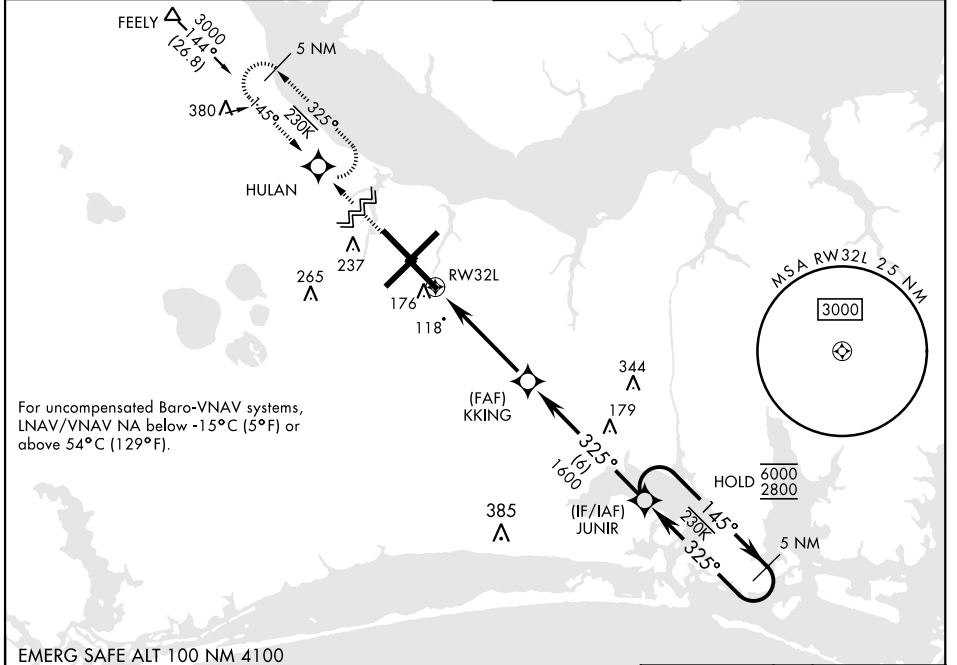 FEELY
3000
144°
(26.8)
5 NM
380
145°
325°
230K
HULAN
237
265
176
118
RW32L
MSA RW32L 25 NM
3000
(FAF)
KKING
344
179
For uncompensated Baro-VNAV systems,
LNAV/VNAV NA below -15°C (5°F) or
above 54°C (129°F).
325°
(6)
1600
HOLD
6000
2800
(IF/IAF)
JUNIR
145°
230K
325°
5 NM
385
EMERG SAFE ALT 100 NM 4100